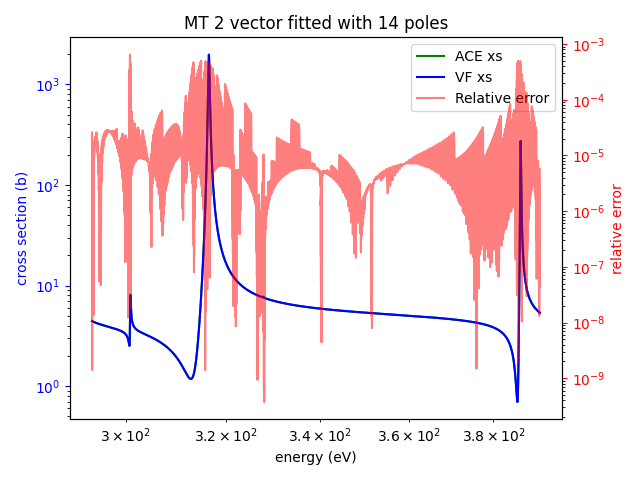 MT 2 vector fitted with 14 poles
ACE xs
VF xs
Relative error
cross section (b)
10³
10²
10¹
10⁰
relative error
10⁻³
10⁻⁴
10⁻⁵
10⁻⁶
10⁻⁷
10⁻⁸
10⁻⁹
3 × 10² 3.2 × 10² 3.4 × 10² 3.6 × 10² 3.8 × 10²
energy (eV)